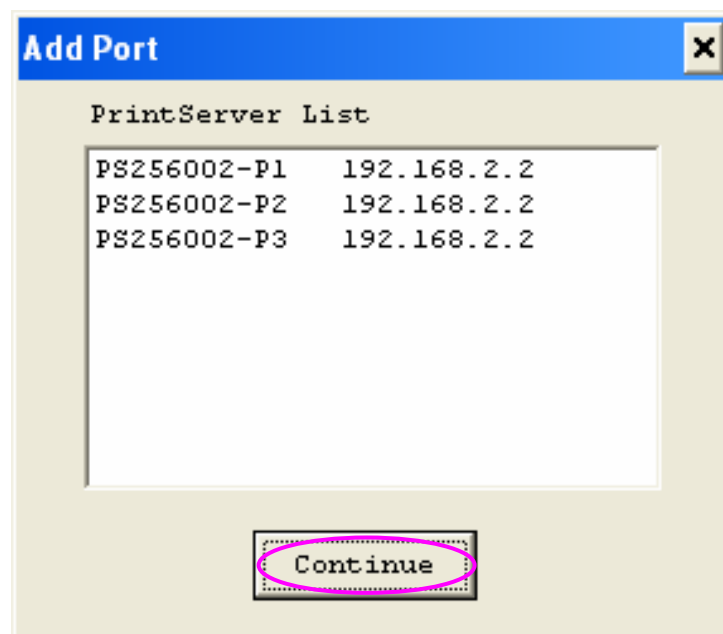 Add Port
PrintServer List
PS256002-P1 192.168.2.2
PS256002-P2 192.168.2.2
PS256002-P3 192.168.2.2
Continue